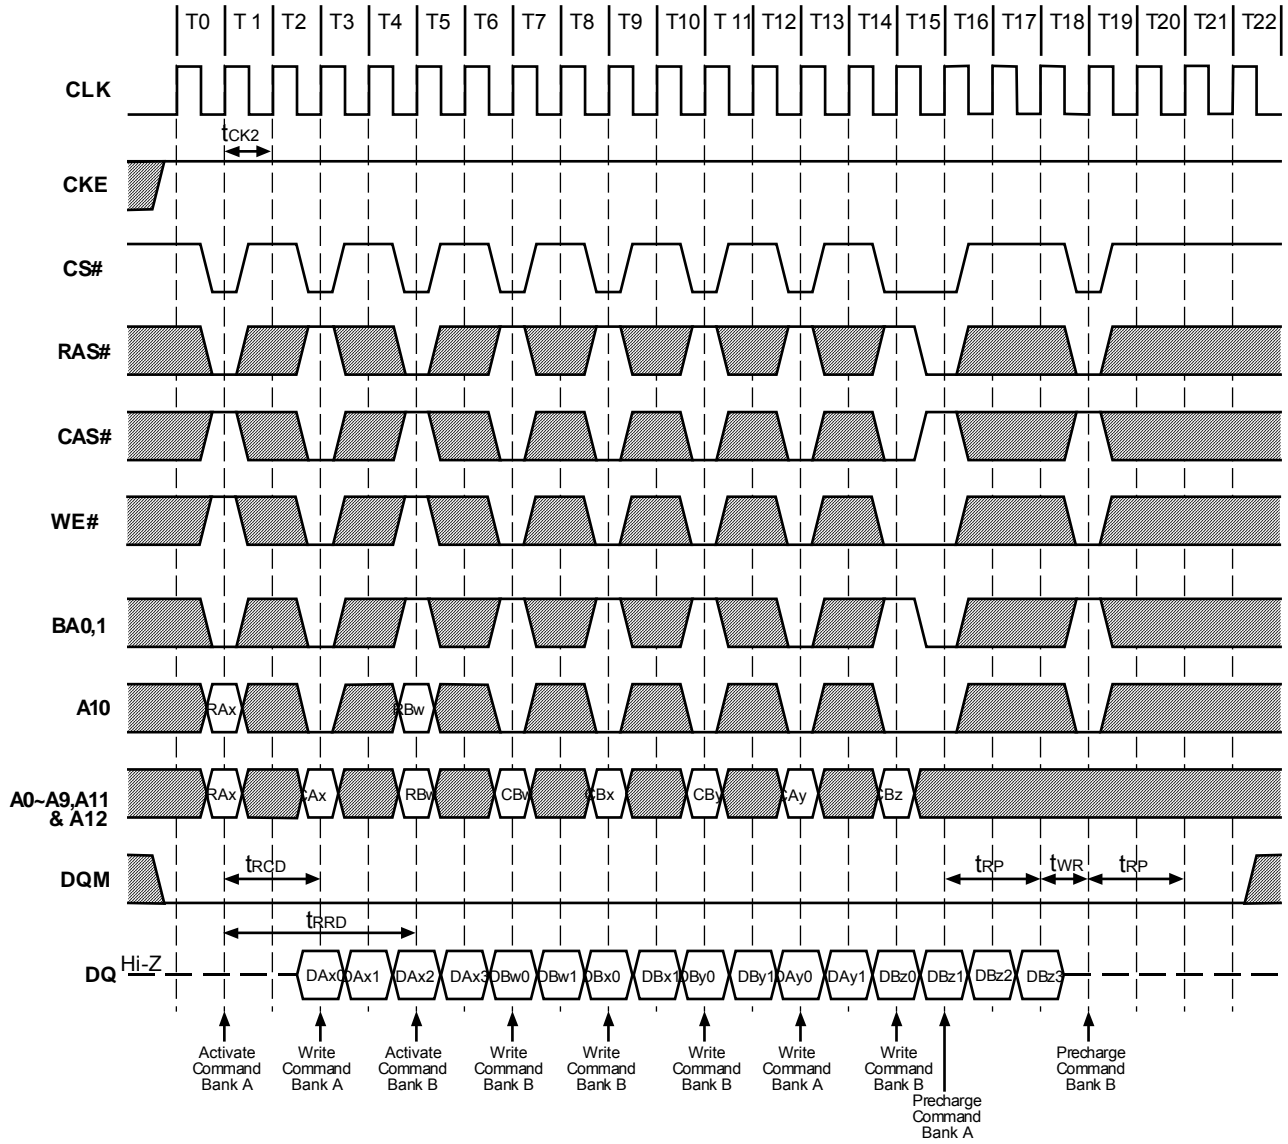 T0 T 1 T2 T3 T4 T5 T6 T7 T8 T9 T10 T 11 T12 T13 T14 T15 T16 T17 T18 T19 T20 T21 T22
CLK
tCK2
CKE
CS#
RAS#
CAS#
WE#
BA0,1
A10
RAx RBw
A0~A9,A11
& A12
RAx CAx RBw CBw CBx CBy CAy CBz
DQM
tRCD tRP tWR tRP
tRRD
DQ Hi-Z
DAx0 DAx1 DAx2 DAx3 DBw0 DBw1 DBx0 DBx1 DBy0 DBy1 DAy0 DAy1 DBz0 DBz1 DBz2 DBz3
Activate
Command
Bank A
Write
Command
Bank A
Activate
Command
Bank B
Write
Command
Bank B
Write
Command
Bank B
Write
Command
Bank B
Write
Command
Bank A
Write
Command
Bank B
Precharge
Command
Bank A
Precharge
Command
Bank B